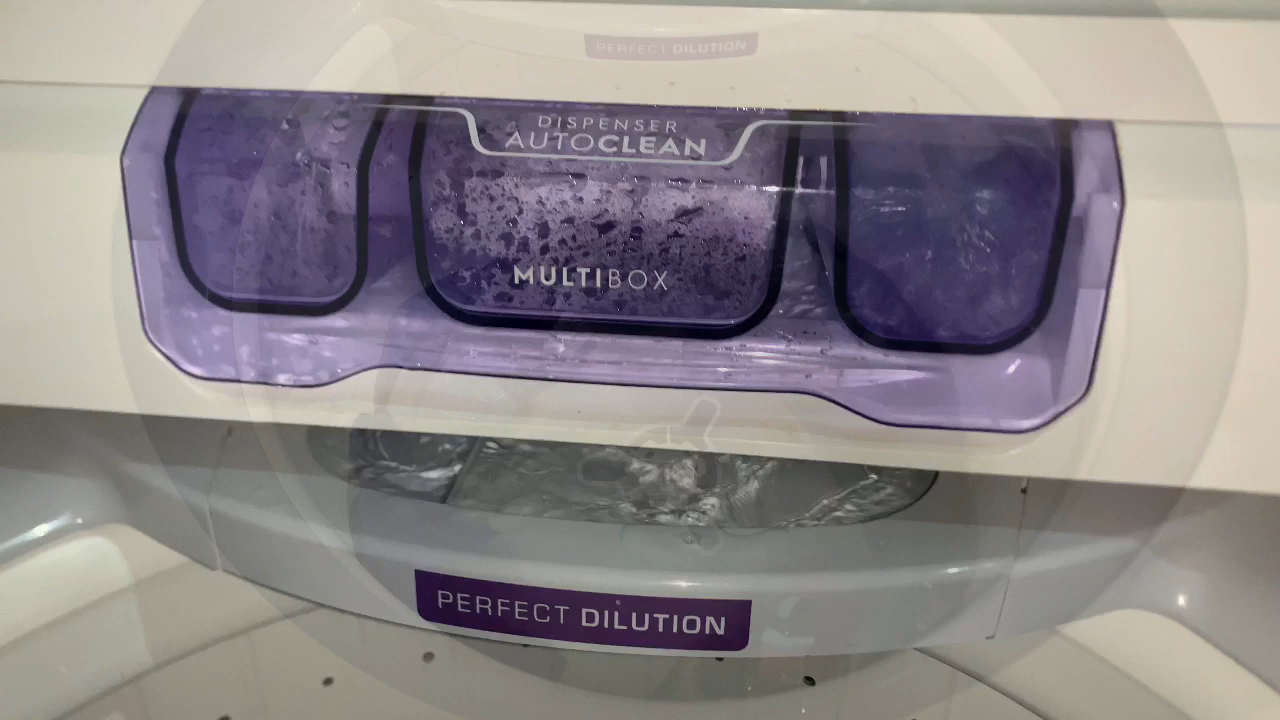 PERFECT DILUTION
DISPENSER
AUTOCLEAN
MULTIBOX
PERFECT DILUTION